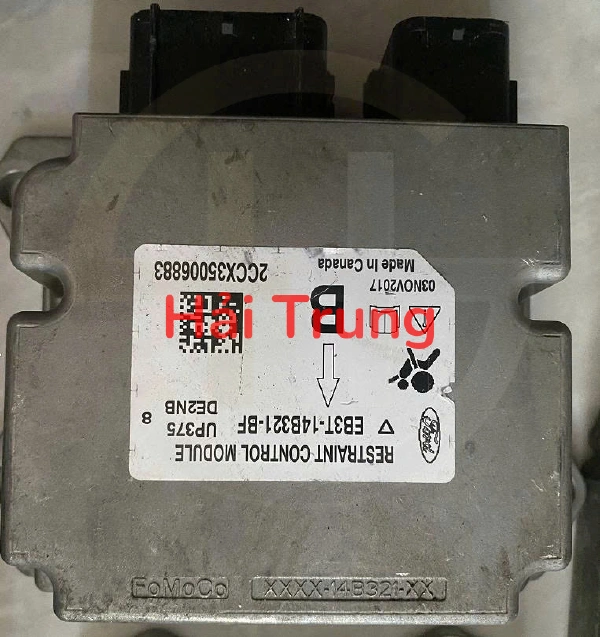 RESTRAINT CONTROL MODULE
EB3T-14B321-BF
UP375
DE2NB
8
Ford
B
03NOV2017
Made In Canada
2CCX35006883
Hải Trung
FoMoCo
XXXX-14B321-XX